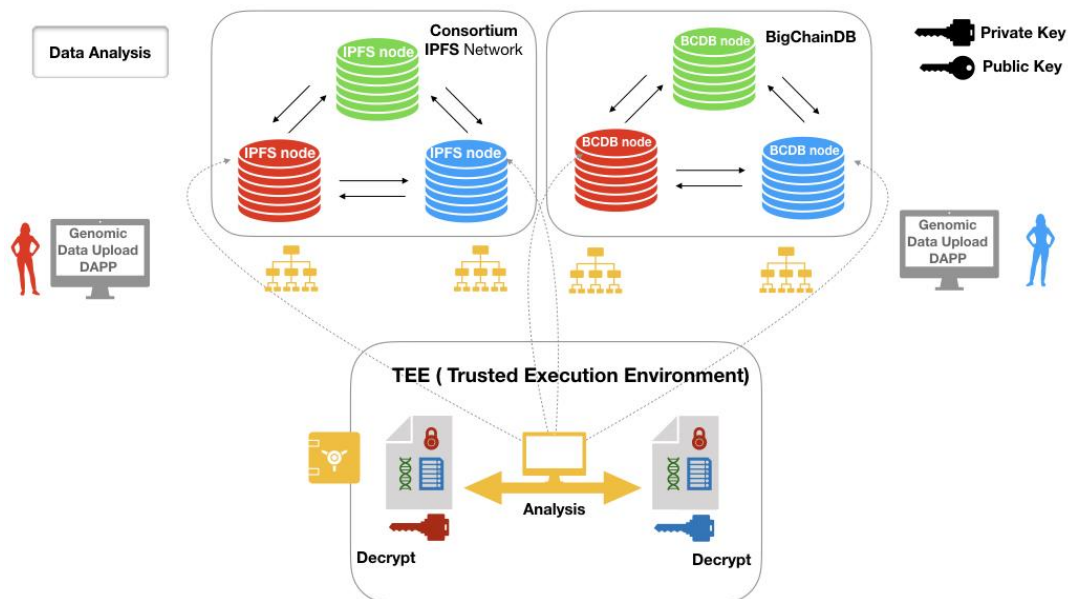 Data Analysis
Consortium
IPFS Network
IPFS node
IPFS node
IPFS node
BigChainDB
BCDB node
BCDB node
BCDB node
Private Key
Public Key
Genomic
Data Upload
DAPP
Genomic
Data Upload
DAPP
TEE ( Trusted Execution Environment)
Analysis
Decrypt
Decrypt